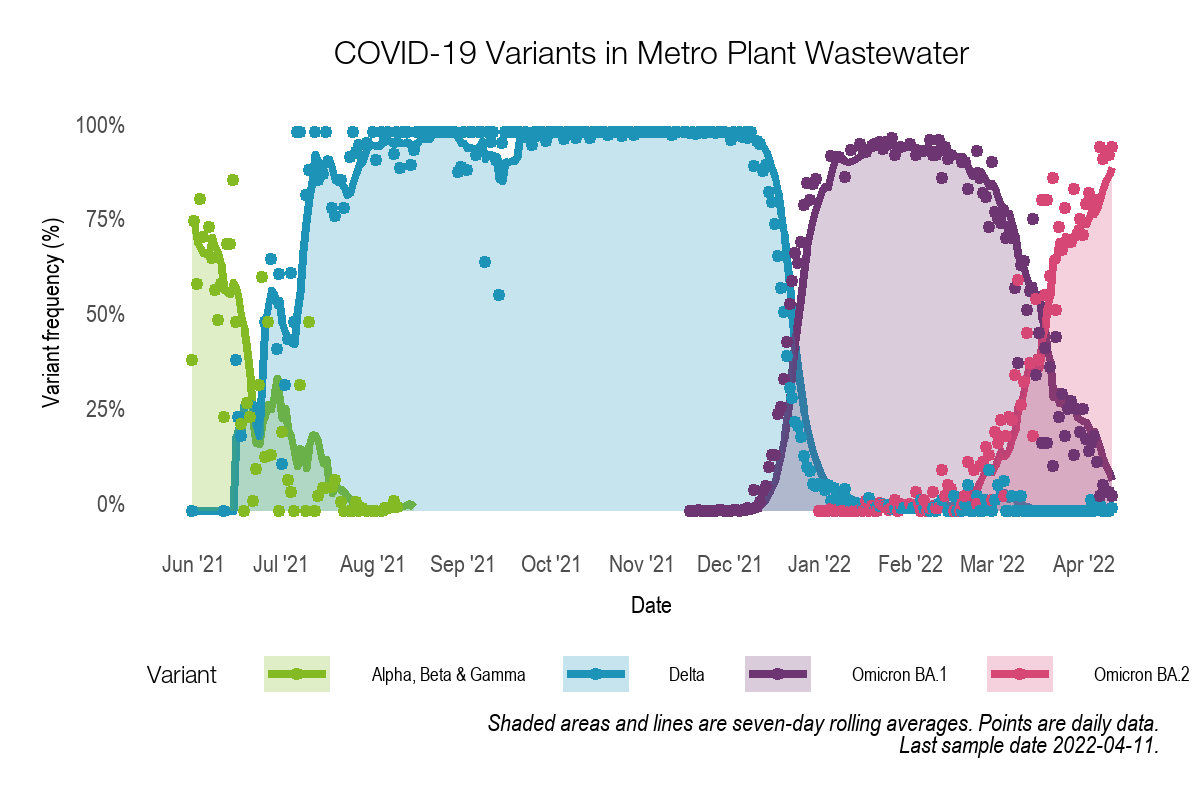 COVID-19 Variants in Metro Plant Wastewater
Variant frequency (%)
100%
75%
50%
25%
0%
Jun '21 Jul '21 Aug '21 Sep '21 Oct '21 Nov '21 Dec '21 Jan '22 Feb '22 Mar '22 Apr '22
Date
Variant Alpha, Beta & Gamma Delta Omicron BA.1 Omicron BA.2
Shaded areas and lines are seven-day rolling averages. Points are daily data.
Last sample date 2022-04-11.